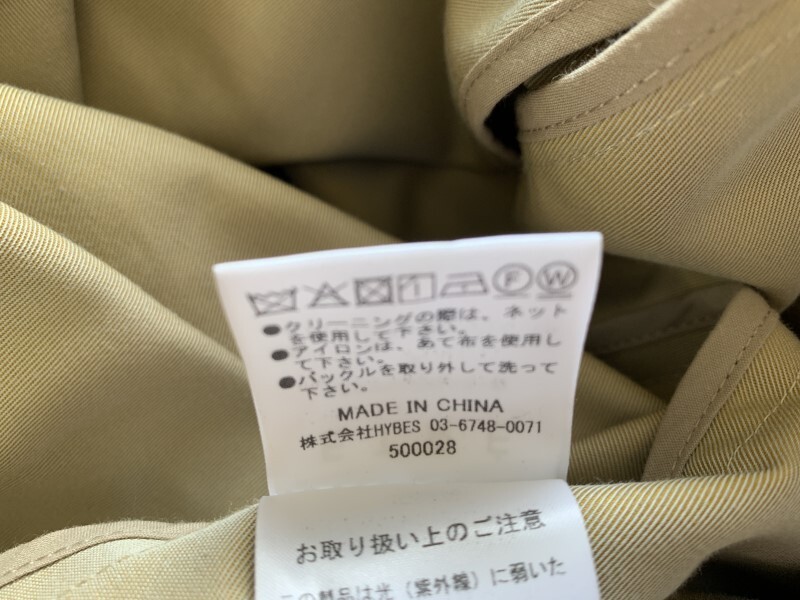 ●クリーニングの際は、ネット
を使用して下さい。
●アイロンは、あて布を使用し
て下さい。
●バックルを取り外して洗って
下さい。
MADE IN CHINA
株式会社HYBES 03-6748-0071
500028
お取り扱い上のご注意
この製品は光（紫外線）に弱いた